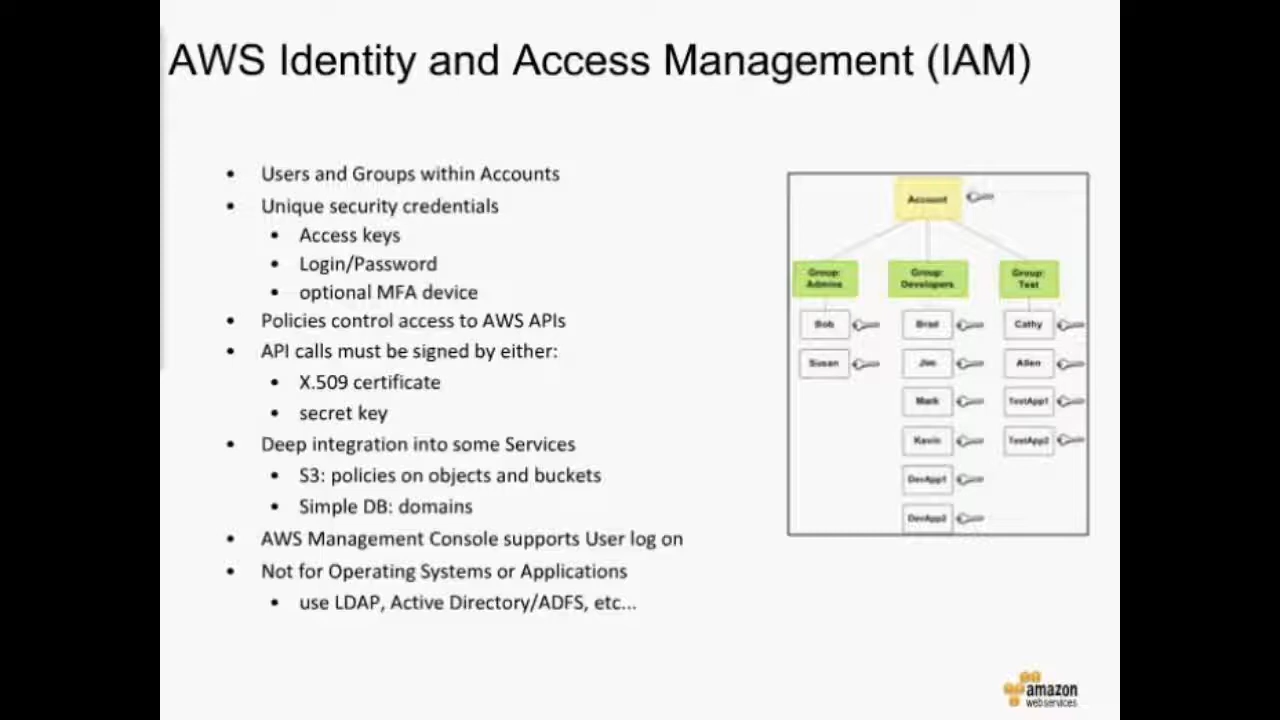 AWS Identity and Access Management (IAM)
• Users and Groups within Accounts
• Unique security credentials
• Access keys
• Login/Password
• optional MFA device
• Policies control access to AWS APIs
• API calls must be signed by either:
• X.509 certificate
• secret key
• Deep integration into some Services
• S3: policies on objects and buckets
• Simple DB: domains
• AWS Management Console supports User log on
• Not for Operating Systems or Applications
• use LDAP, Active Directory/ADFS, etc...
Account
Group:
Admins
Group:
Developers
Group:
Test
Bob
Brad
Cathy
Susan
Jim
Allen
Mark
TestApp1
Kevin
TestApp2
DevApp1
DevApp2
amazon
webservices